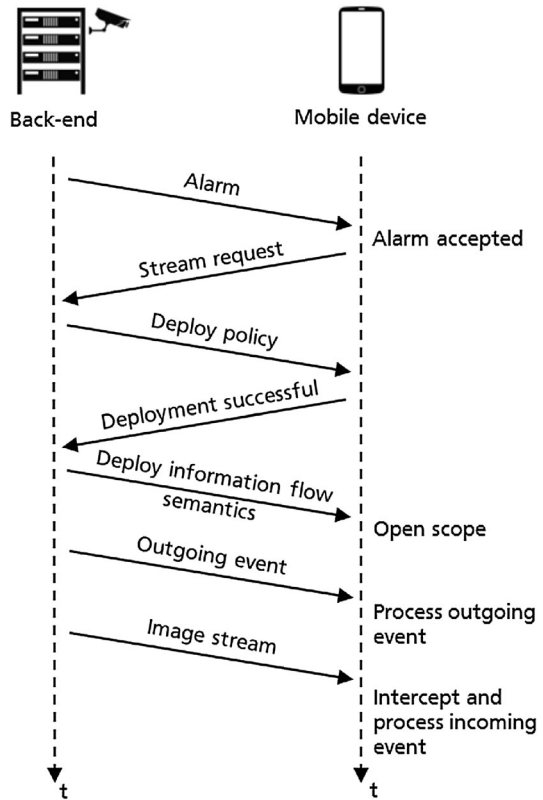 Back-end
Mobile device
Alarm
Alarm accepted
Stream request
Deploy policy
Deployment successful
Deploy information flow
semantics
Open scope
Outgoing event
Process outgoing
event
Image stream
Intercept and
process incoming
event
t
t